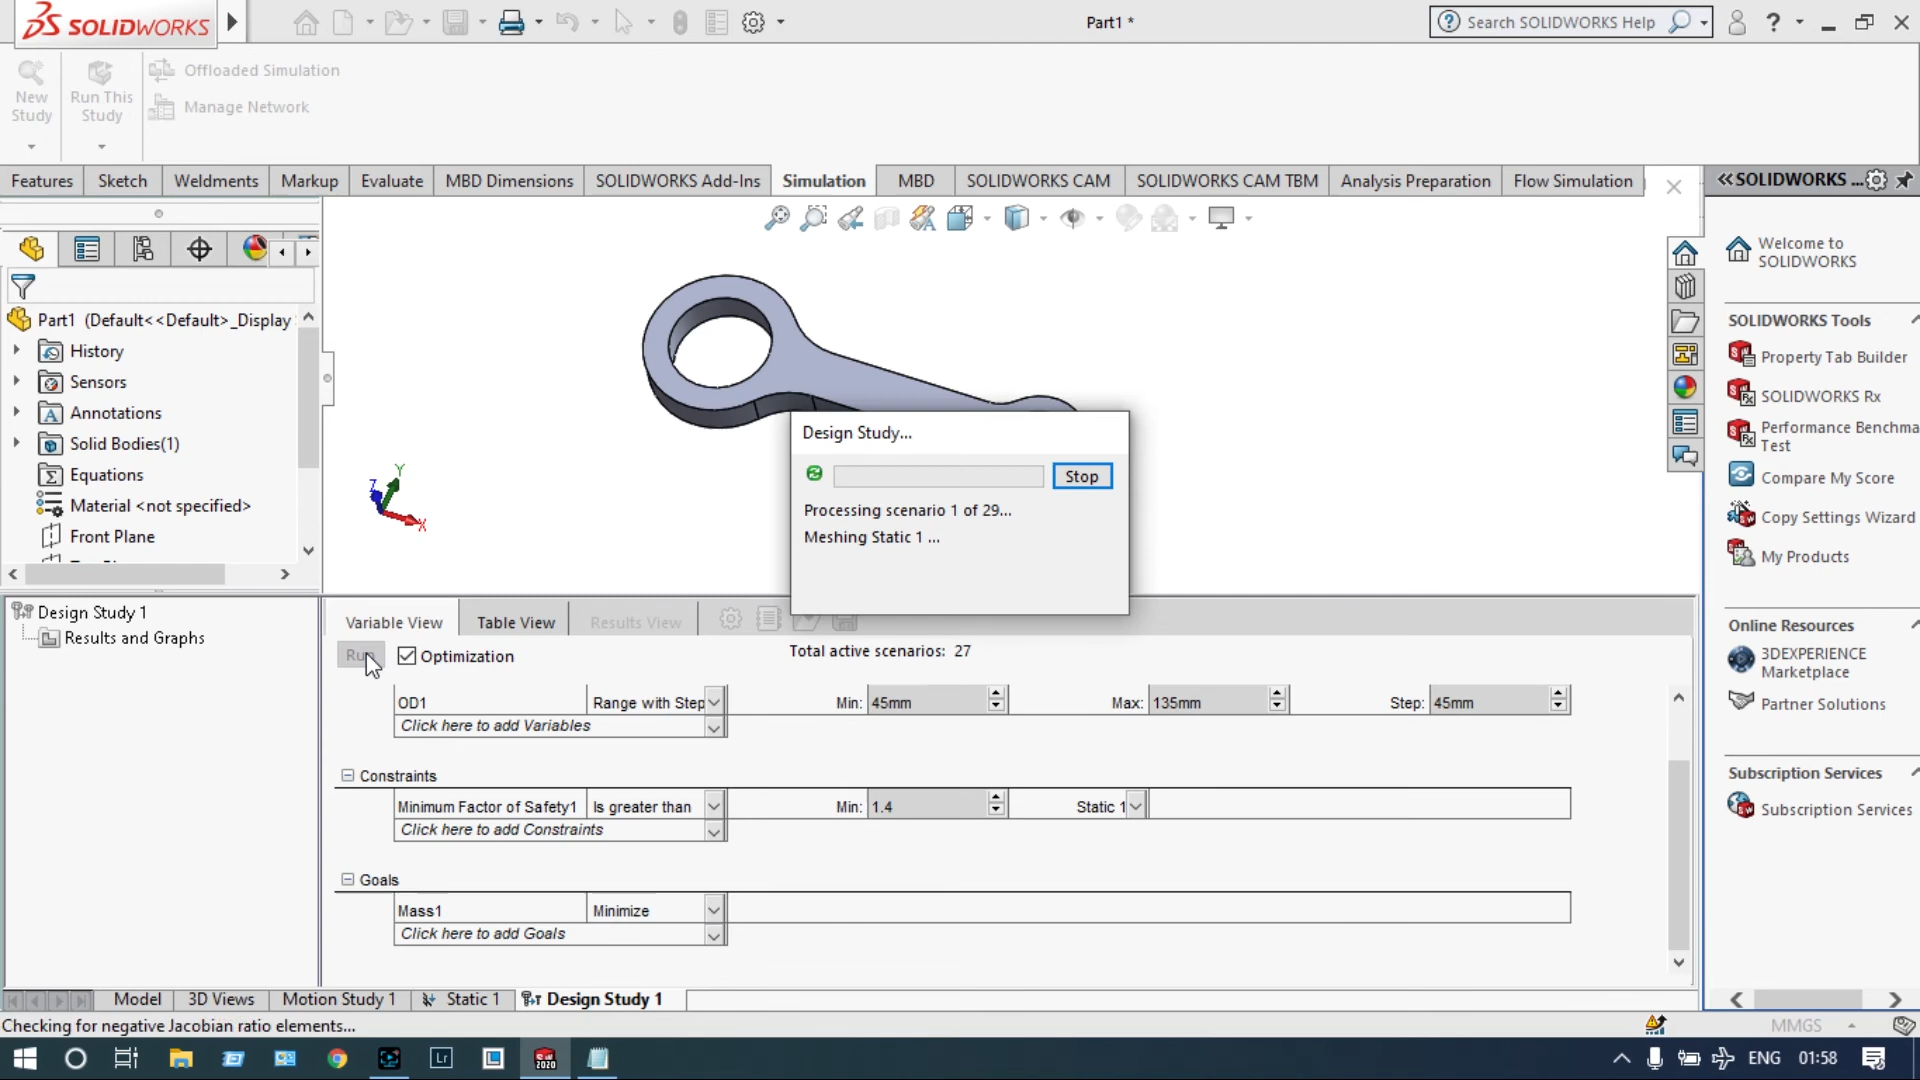 SOLIDWORKS
Part1 *
Search SOLIDWORKS Help
New Study
Run This Study
Offloaded Simulation
Manage Network
Features
Sketch
Weldments
Markup
Evaluate
MBD Dimensions
SOLIDWORKS Add-Ins
Simulation
MBD
SOLIDWORKS CAM
SOLIDWORKS CAM TBM
Analysis Preparation
Flow Simulation
SOLIDWORKS ...
Part1 (Default<<Default>_Display
History
Sensors
Annotations
Solid Bodies(1)
Equations
Material <not specified>
Front Plane
Y
Z
X
Design Study...
Stop
Processing scenario 1 of 29...
Meshing Static 1 ...
Welcome to
SOLIDWORKS
SOLIDWORKS Tools
Property Tab Builder
SOLIDWORKS Rx
Performance Benchma
Test
Compare My Score
Copy Settings Wizard
My Products
Online Resources
3DEXPERIENCE
Marketplace
Partner Solutions
Subscription Services
Subscription Services
Design Study 1
Results and Graphs
Variable View
Table View
Results View
Run
Optimization
Total active scenarios: 27
OD1
Range with Step
Min: 45mm
Max: 135mm
Step: 45mm
Click here to add Variables
Constraints
Minimum Factor of Safety1
Is greater than
Min: 1.4
Static 1
Click here to add Constraints
Goals
Mass1
Minimize
Click here to add Goals
Model
3D Views
Motion Study 1
Static 1
Design Study 1
Checking for negative Jacobian ratio elements...
MMGS
Lr
2020
ENG
01:58